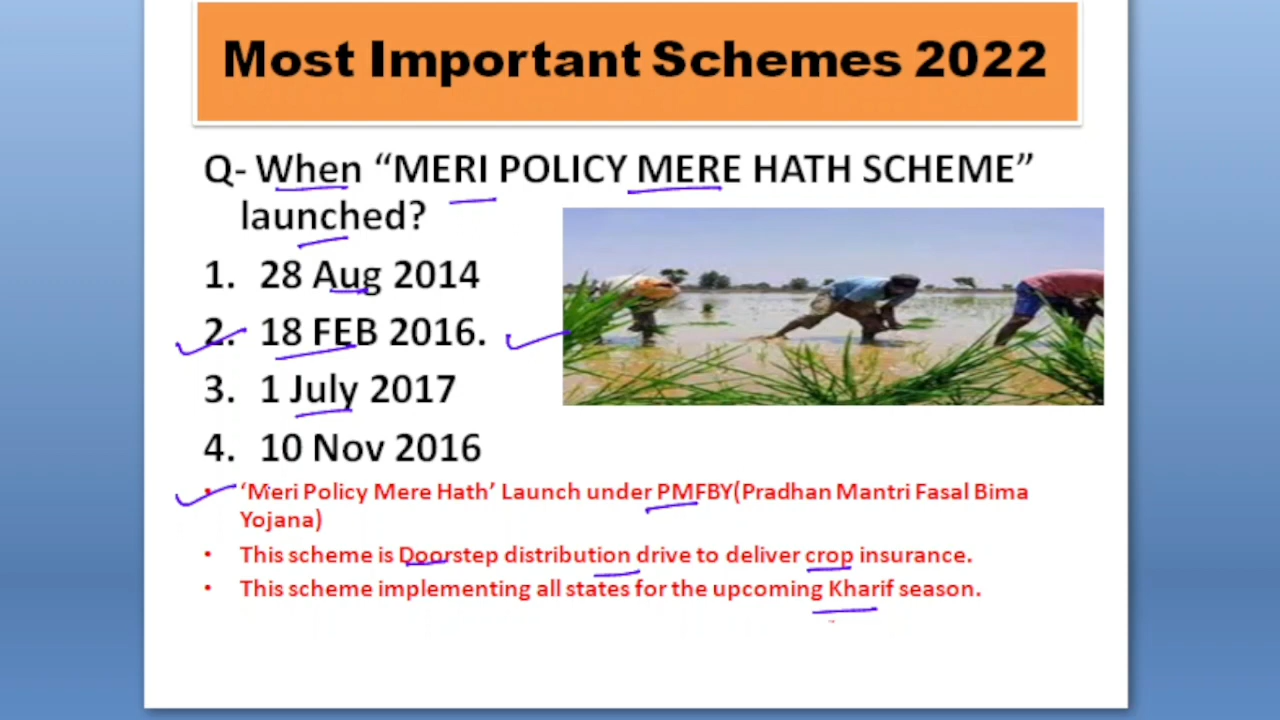 Most Important Schemes 2022
Q- When “MERI POLICY MERE HATH SCHEME”
launched?
1. 28 Aug 2014
2. 18 FEB 2016.
3. 1 July 2017
4. 10 Nov 2016
• ‘Meri Policy Mere Hath’ Launch under PMFBY(Pradhan Mantri Fasal Bima
Yojana)
• This scheme is Doorstep distribution drive to deliver crop insurance.
• This scheme implementing all states for the upcoming Kharif season.